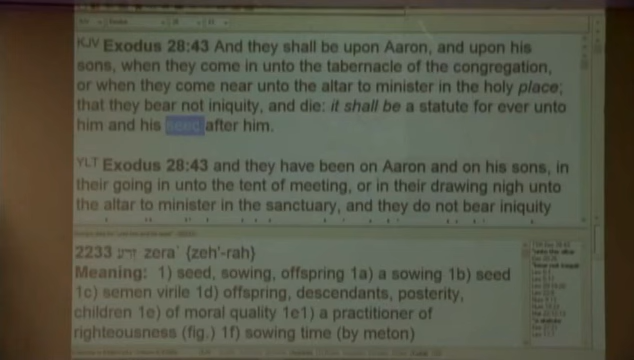 KJV Exodus 28:43 And they shall be upon Aaron, and upon his
sons, when they come in unto the tabernacle of the congregation,
or when they come near unto the altar to minister in the holy place;
that they bear not iniquity, and die: it shall be a statute for ever unto
him and his seed after him.
YLT Exodus 28:43 and they have been on Aaron and on his sons, in
their going in unto the tent of meeting, or in their drawing nigh unto
the altar to minister in the sanctuary, and they do not bear iniquity
2233 זרע zera` {zeh'-rah}
Meaning: 1) seed, sowing, offspring 1a) a sowing 1b) seed
1c) semen virile 1d) offspring, descendants, posterity,
children 1e) of moral quality 1e1) a practitioner of
righteousness (fig.) 1f) sowing time (by meton)